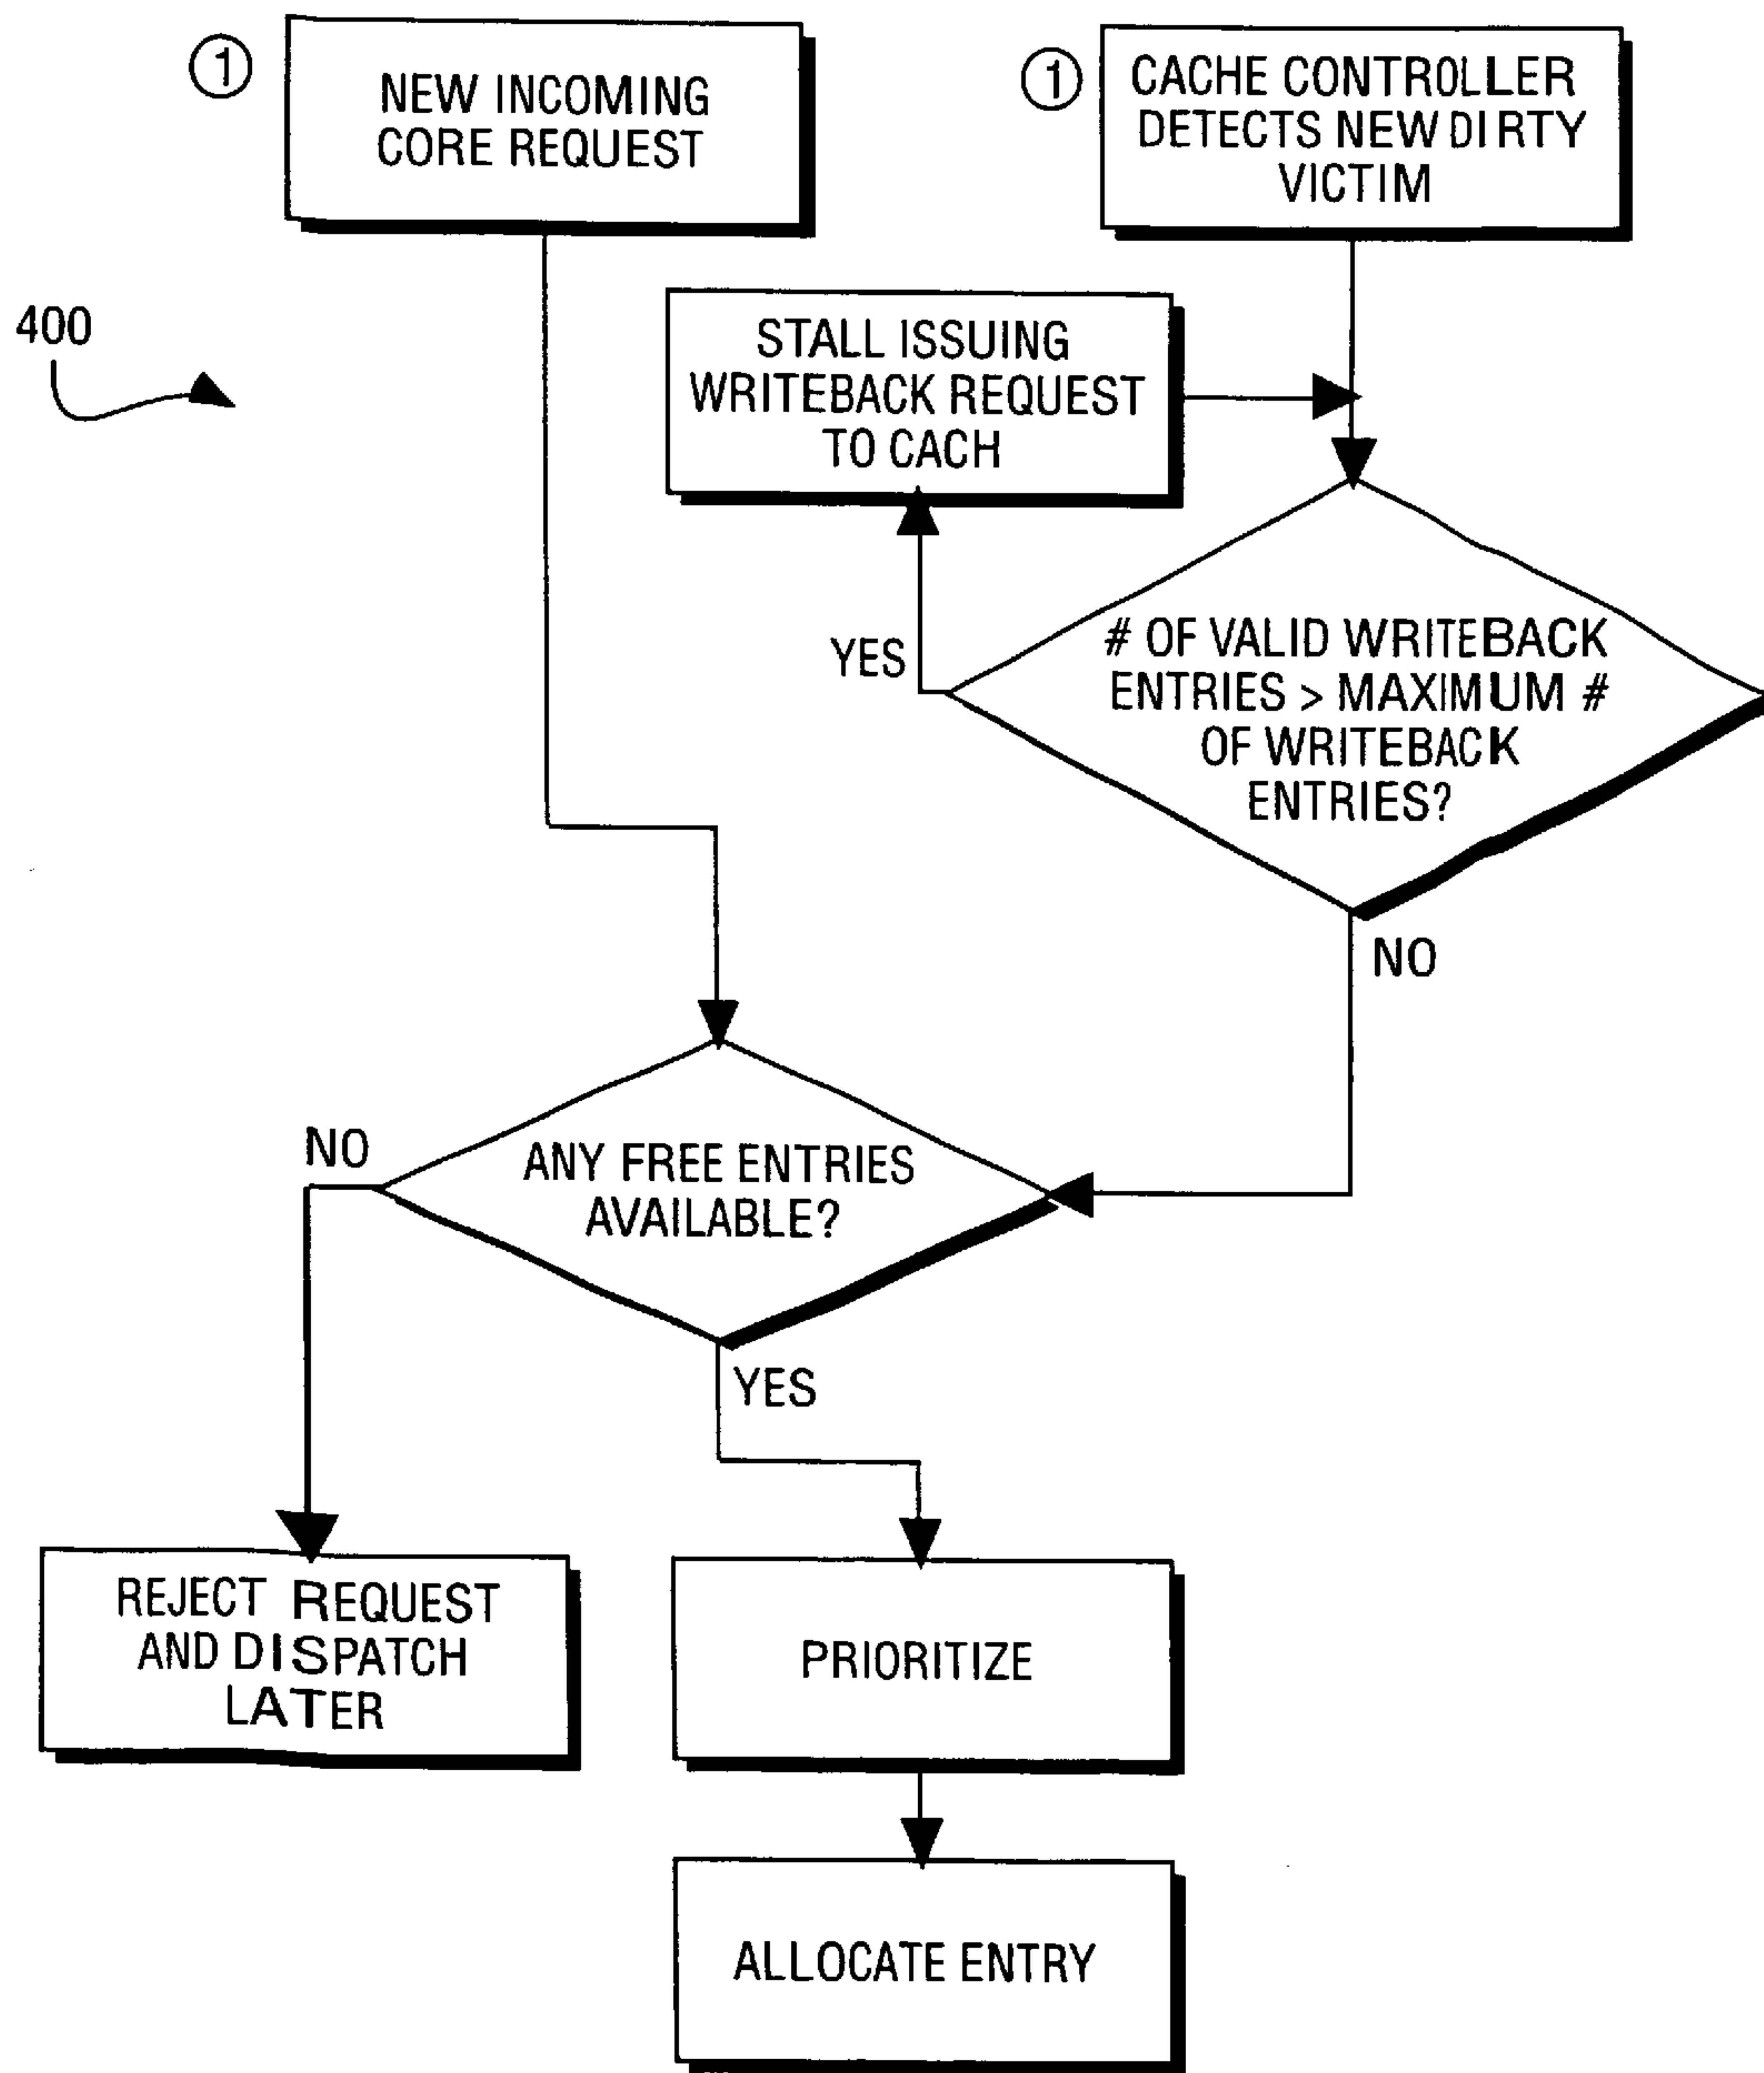 ①
NEW INCOMING
CORE REQUEST
①
CACHE CONTROLLER
DETECTS NEW DIRTY
VICTIM
400
STALL ISSUING
WRITEBACK REQUEST
TO CACH
YES
# OF VALID WRITEBACK
ENTRIES > MAXIMUM #
OF WRITEBACK
ENTRIES?
NO
NO
ANY FREE ENTRIES
AVAILABLE?
YES
REJECT REQUEST
AND DISPATCH
LATER
PRIORITIZE
ALLOCATE ENTRY